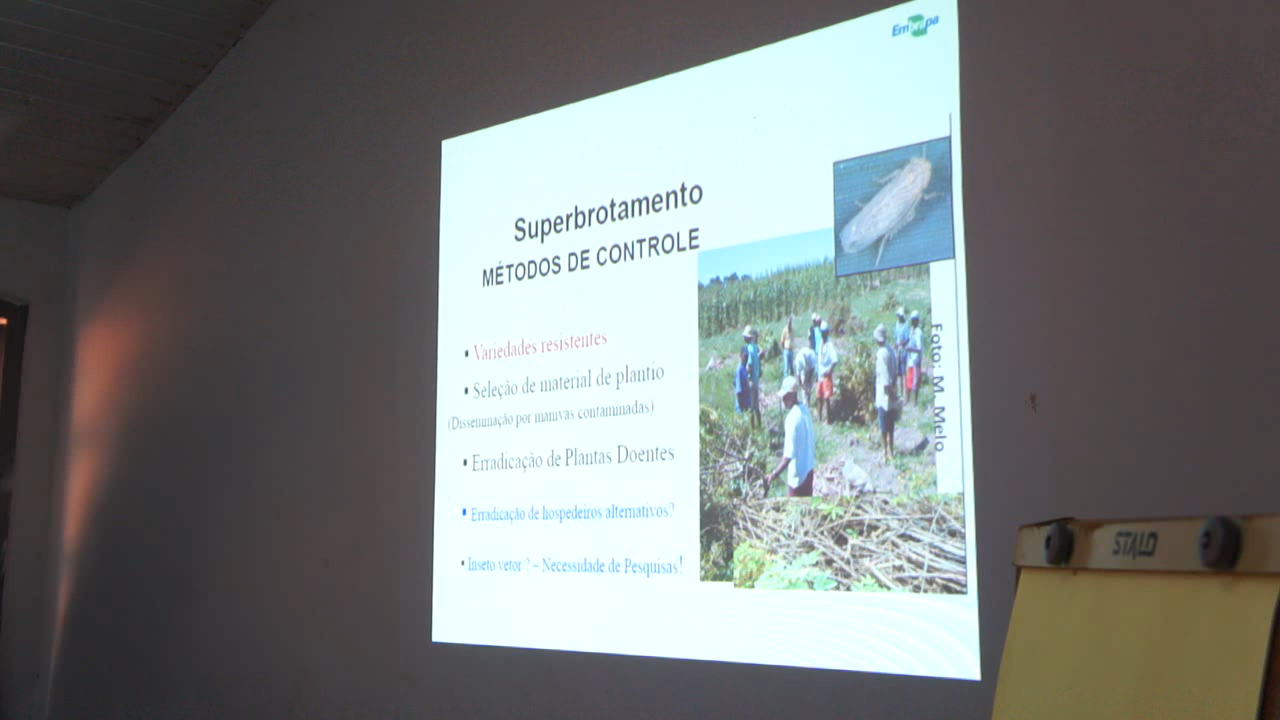 Embrapa
Superbrotamento
MÉTODOS DE CONTROLE
▪ Variedades resistentes
▪ Seleção de material de plantio
(Disseminação por manivas contaminadas)
▪ Erradicação de Plantas Doentes
▪ Erradicação de hospedeiros alternativos?
▪ Inseto vetor ? – Necessidade de Pesquisas!
Foto: M. Melo
STALO